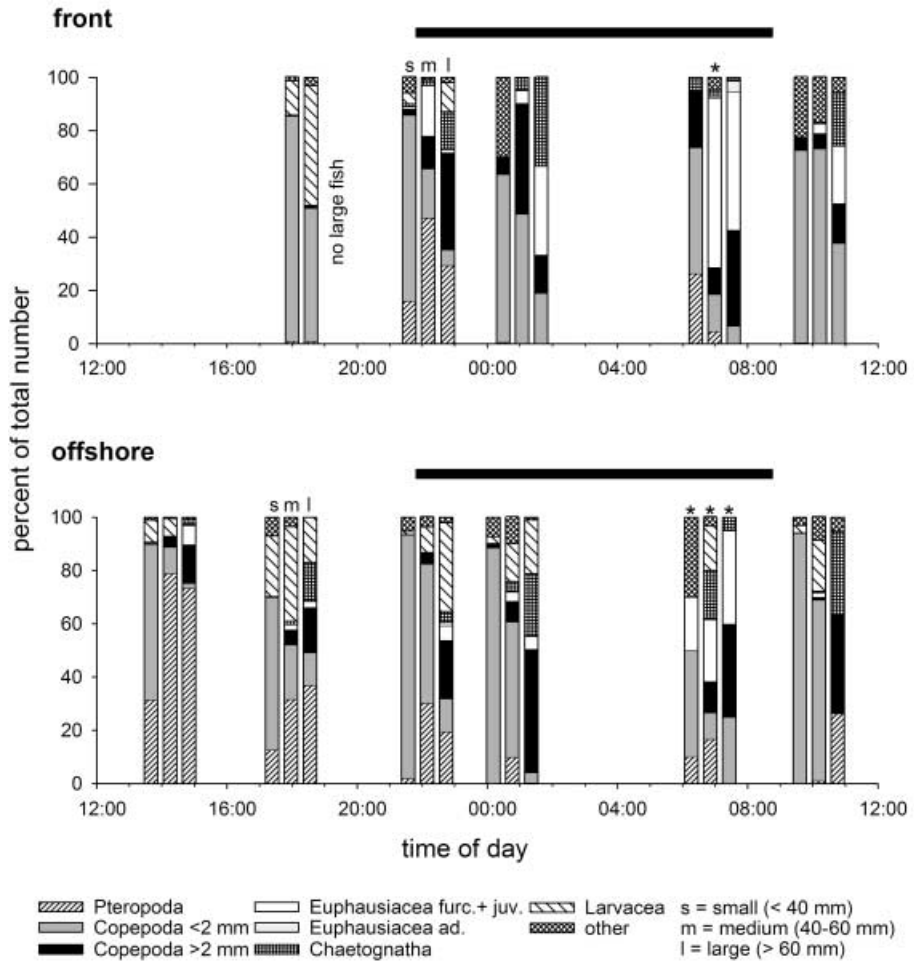 front
s m l
*
100
80
60
40
20
0
no large fish
12:00 16:00 20:00 00:00 04:00 08:00 12:00
percent of total number
offshore
s m l
* * *
100
80
60
40
20
0
12:00 16:00 20:00 00:00 04:00 08:00 12:00
time of day
Pteropoda Euphausiacea furc.+ juv. Larvacea s = small (< 40 mm)
Copepoda <2 mm Euphausiacea ad. other m = medium (40-60 mm)
Copepoda >2 mm Chaetognatha l = large (> 60 mm)